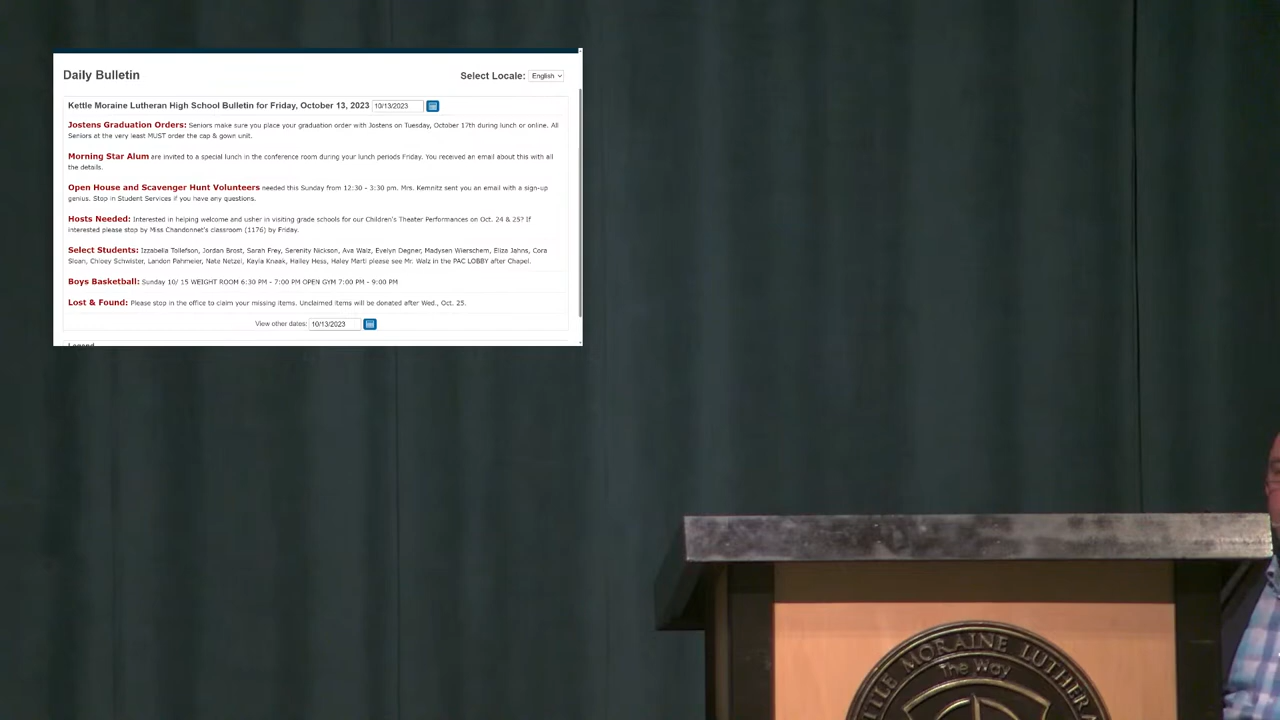 Daily Bulletin
Select Locale: English
Kettle Moraine Lutheran High School Bulletin for Friday, October 13, 2023 10/13/2023
Jostens Graduation Orders: Seniors make sure you place your graduation order with Jostens on Tuesday, October 17th during lunch or online. All
Seniors at the very least MUST order the cap & gown unit.
Morning Star Alum are invited to a special lunch in the conference room during your lunch periods Friday. You received an email about this with all
the details.
Open House and Scavenger Hunt Volunteers needed this Sunday from 12:30 - 3:30 pm. Mrs. Kemnitz sent you an email with a sign-up
genius. Stop in Student Services if you have any questions.
Hosts Needed: Interested in helping welcome and usher in visiting grade schools for our Children's Theater Performances on Oct. 24 & 25? If
interested please stop by Miss Chandonnet's classroom (1176) by Friday.
Select Students: Izzabella Tollefson, Jordan Brost, Sarah Frey, Serenity Nickson, Ava Walz, Evelyn Degner, Madysen Wierschem, Eliza Jahns, Cora
Sloan, Chloey Schwister, Landon Pahmeier, Nate Netzel, Kayla Knaak, Hailey Hess, Haley Marti please see Mr. Walz in the PAC LOBBY after Chapel.
Boys Basketball: Sunday 10/ 15 WEIGHT ROOM 6:30 PM - 7:00 PM OPEN GYM 7:00 PM - 9:00 PM
Lost & Found: Please stop in the office to claim your missing items. Unclaimed items will be donated after Wed., Oct. 25.
View other dates: 10/13/2023
Legend
TTLE MORAINE LUTHERA
The Way